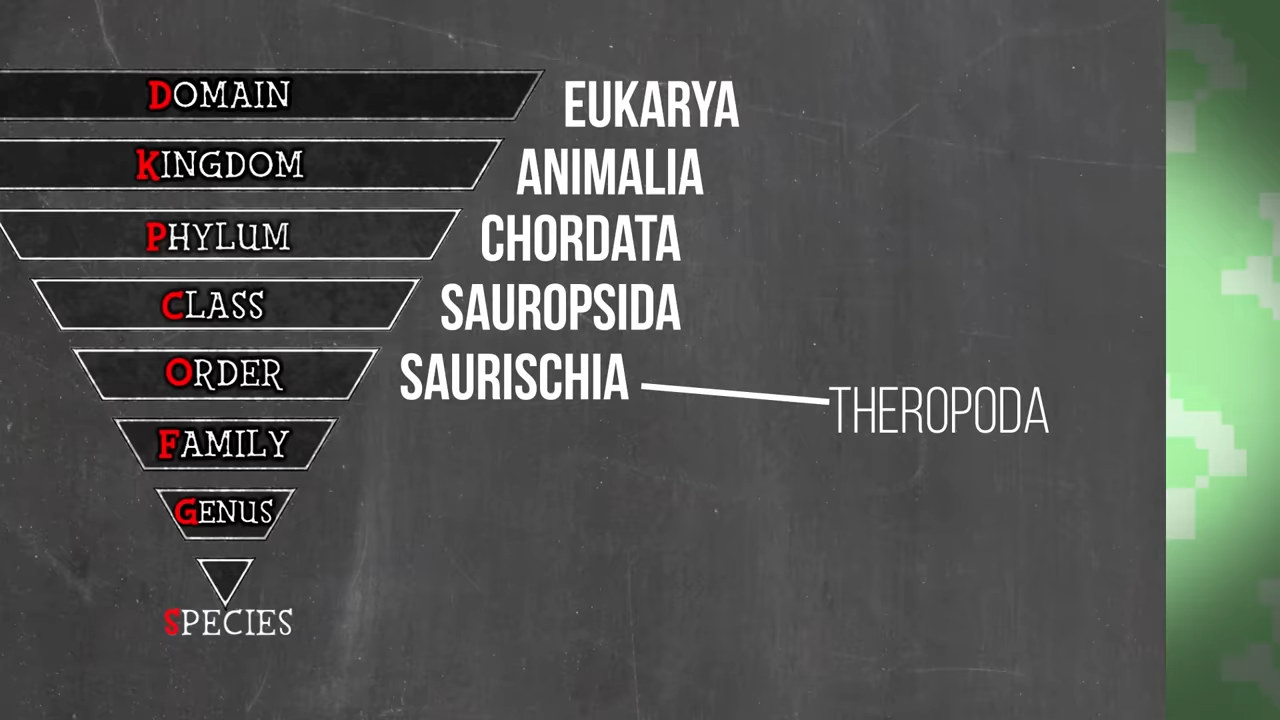 DOMAIN EUKARYA
KINGDOM ANIMALIA
PHYLUM CHORDATA
CLASS SAUROPSIDA
ORDER SAURISCHIA THEROPODA
FAMILY
GENUS
SPECIES